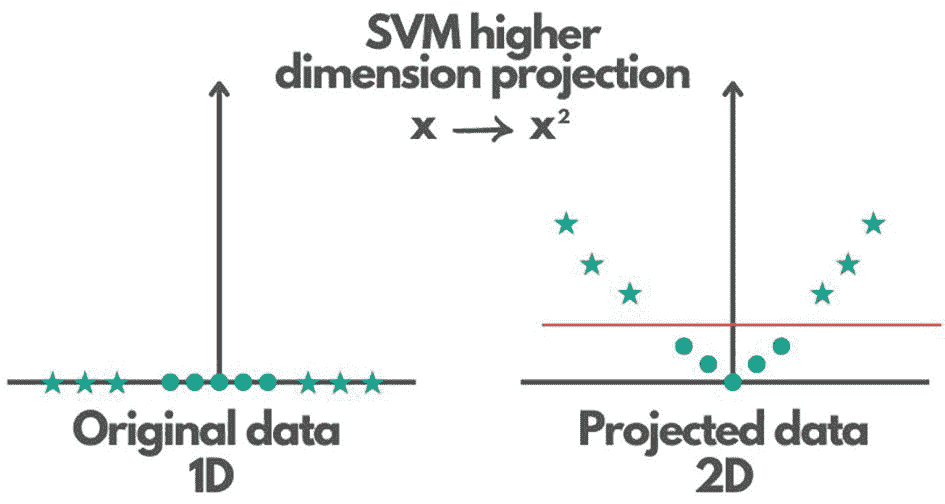 SVM higher
dimension projection
x → x²
Original data
1D
Projected data
2D